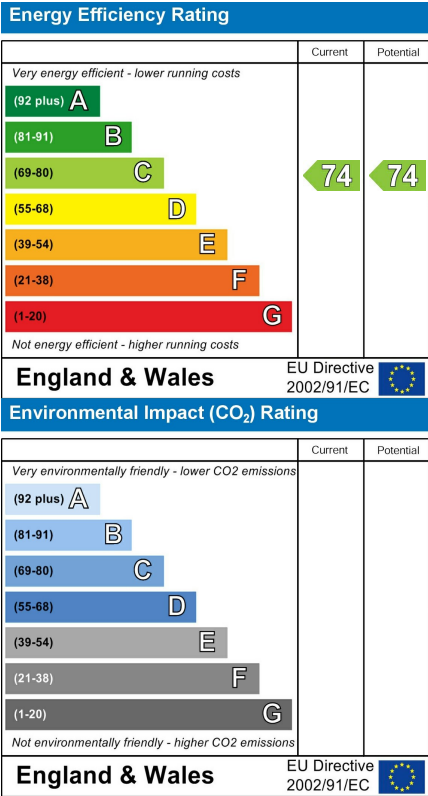 Energy Efficiency Rating
Current Potential
Very energy efficient - lower running costs
(92 plus) A
(81-91) B
(69-80) C 74 74
(55-68) D
(39-54) E
(21-38) F
(1-20) G
Not energy efficient - higher running costs
England & Wales
EU Directive
2002/91/EC
Environmental Impact (CO₂) Rating
Current Potential
Very environmentally friendly - lower CO2 emissions
(92 plus) A
(81-91) B
(69-80) C
(55-68) D
(39-54) E
(21-38) F
(1-20) G
Not environmentally friendly - higher CO2 emissions
England & Wales
EU Directive
2002/91/EC